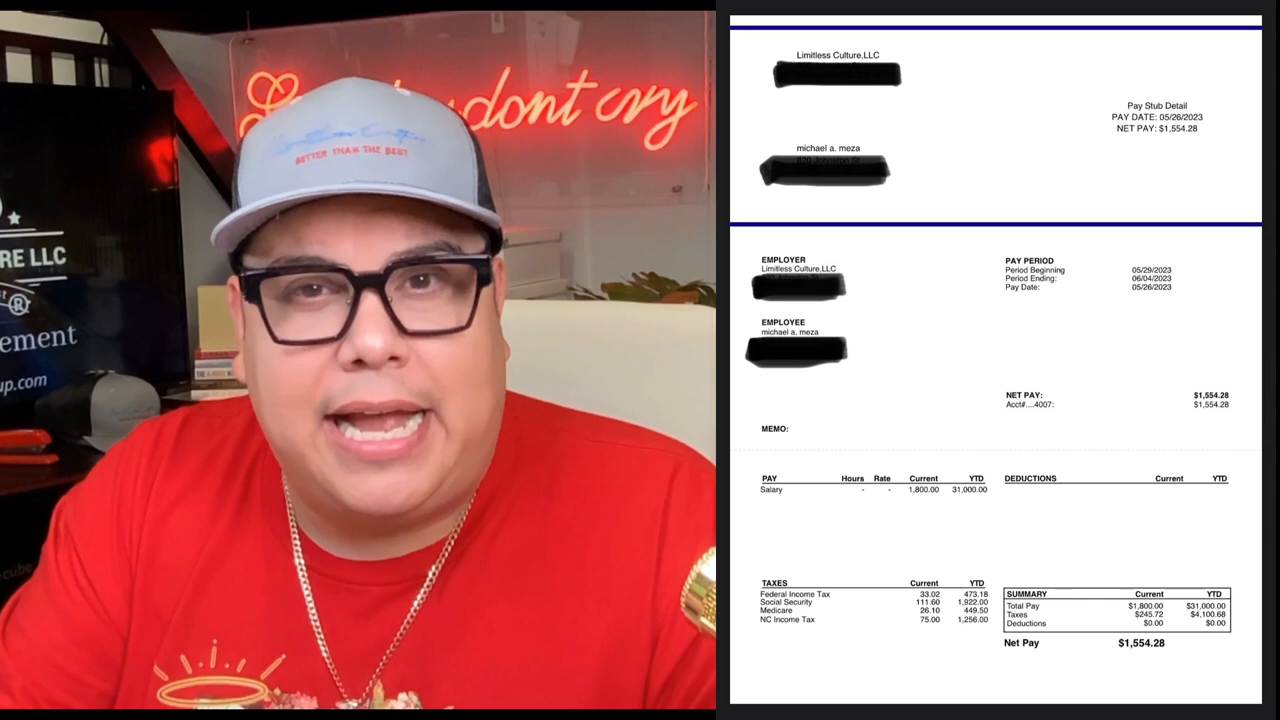 dont cry
BETTER THAN THE BEST
RE LLC
®
ement
up.com
Limitless Culture,LLC
Pay Stub Detail
PAY DATE: 05/26/2023
NET PAY: $1,554.28
michael a. meza
EMPLOYER
Limitless Culture,LLC
PAY PERIOD
Period Beginning 05/29/2023
Period Ending: 06/04/2023
Pay Date: 05/26/2023
EMPLOYEE
michael a. meza
NET PAY: $1,554.28
Acct#....4007: $1,554.28
MEMO:
PAY Hours Rate Current YTD
Salary - - 1,800.00 31,000.00
DEDUCTIONS Current YTD
TAXES Current YTD
Federal Income Tax 33.02 473.18
Social Security 111.60 1,922.00
Medicare 26.10 449.50
NC Income Tax 75.00 1,256.00
SUMMARY Current YTD
Total Pay $1,800.00 $31,000.00
Taxes $245.72 $4,100.68
Deductions $0.00 $0.00
Net Pay $1,554.28